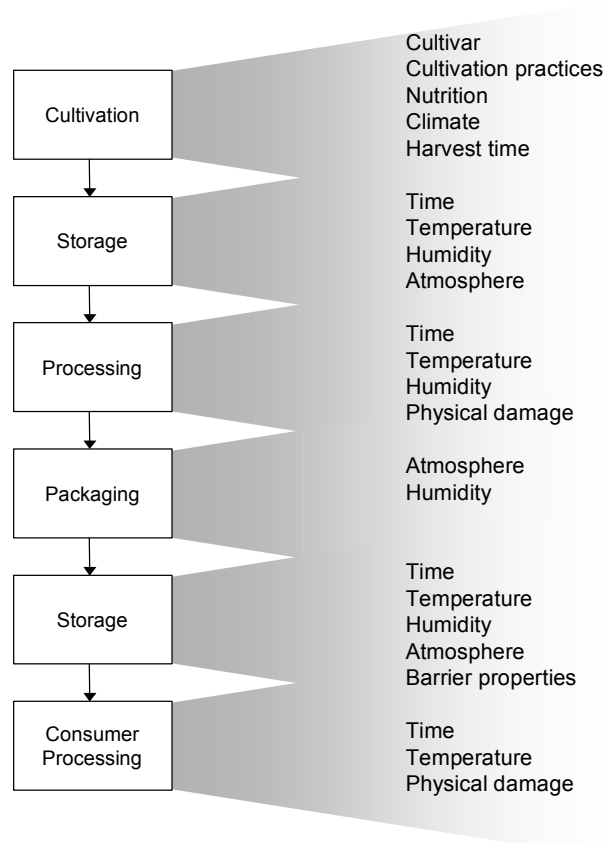 Cultivation
Cultivar
Cultivation practices
Nutrition
Climate
Harvest time
Storage
Time
Temperature
Humidity
Atmosphere
Processing
Time
Temperature
Humidity
Physical damage
Packaging
Atmosphere
Humidity
Storage
Time
Temperature
Humidity
Atmosphere
Barrier properties
Consumer
Processing
Time
Temperature
Physical damage